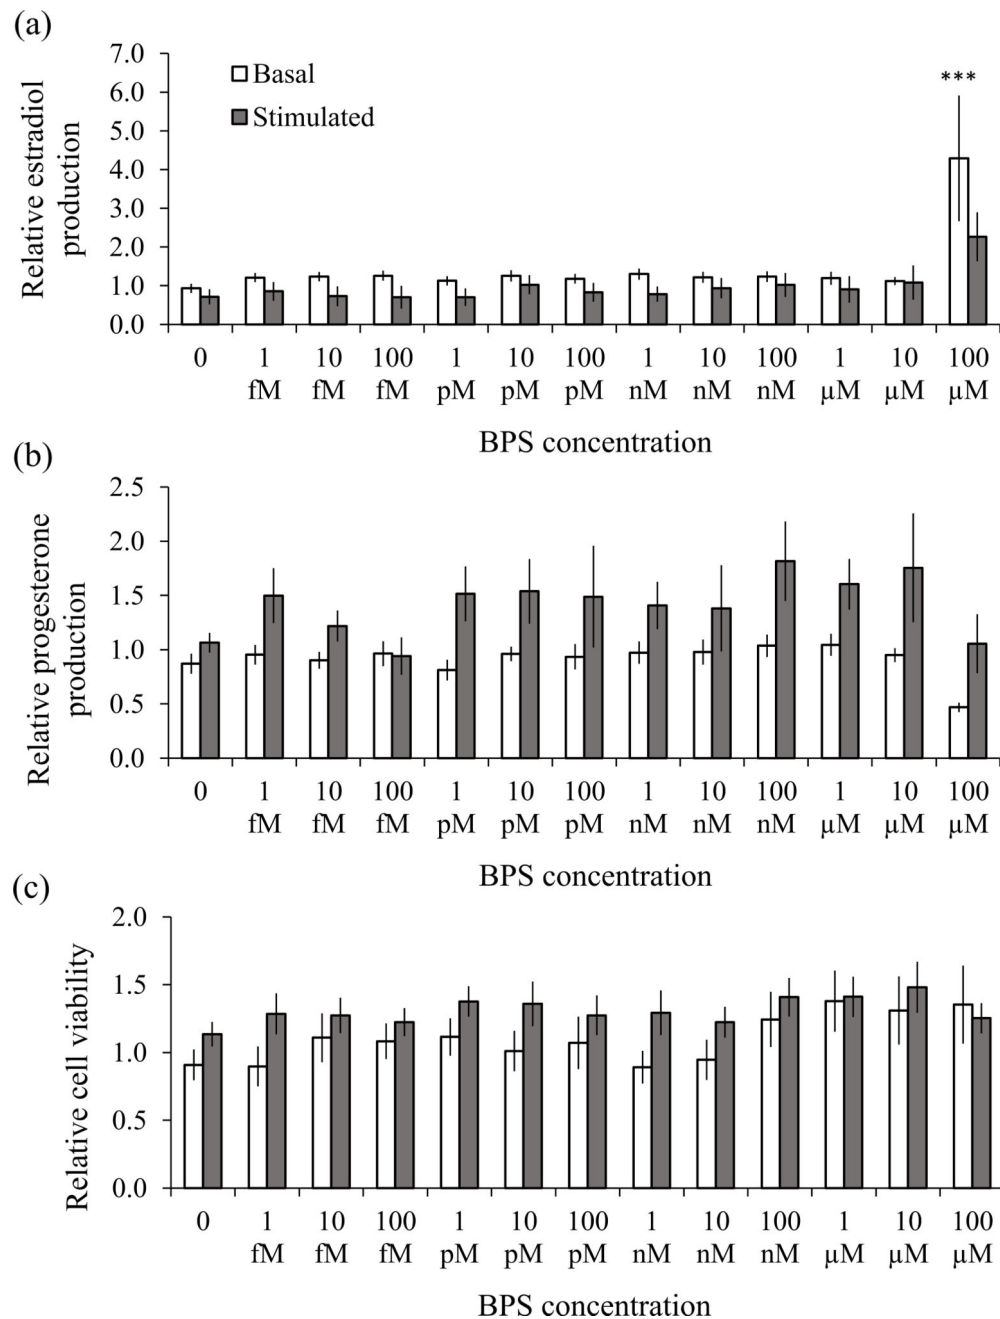 (a)
Relative estradiol
production
7.0
6.0
5.0
4.0
3.0
2.0
1.0
0.0
Basal
Stimulated
***
0 1 10 100 1 10 100 1 10 100 1 10 100
fM fM fM pM pM pM nM nM nM µM µM µM
BPS concentration
(b)
Relative progesterone
production
2.5
2.0
1.5
1.0
0.5
0.0
0 1 10 100 1 10 100 1 10 100 1 10 100
fM fM fM pM pM pM nM nM nM µM µM µM
BPS concentration
(c)
Relative cell viability
2.0
1.5
1.0
0.5
0.0
0 1 10 100 1 10 100 1 10 100 1 10 100
fM fM fM pM pM pM nM nM nM µM µM µM
BPS concentration